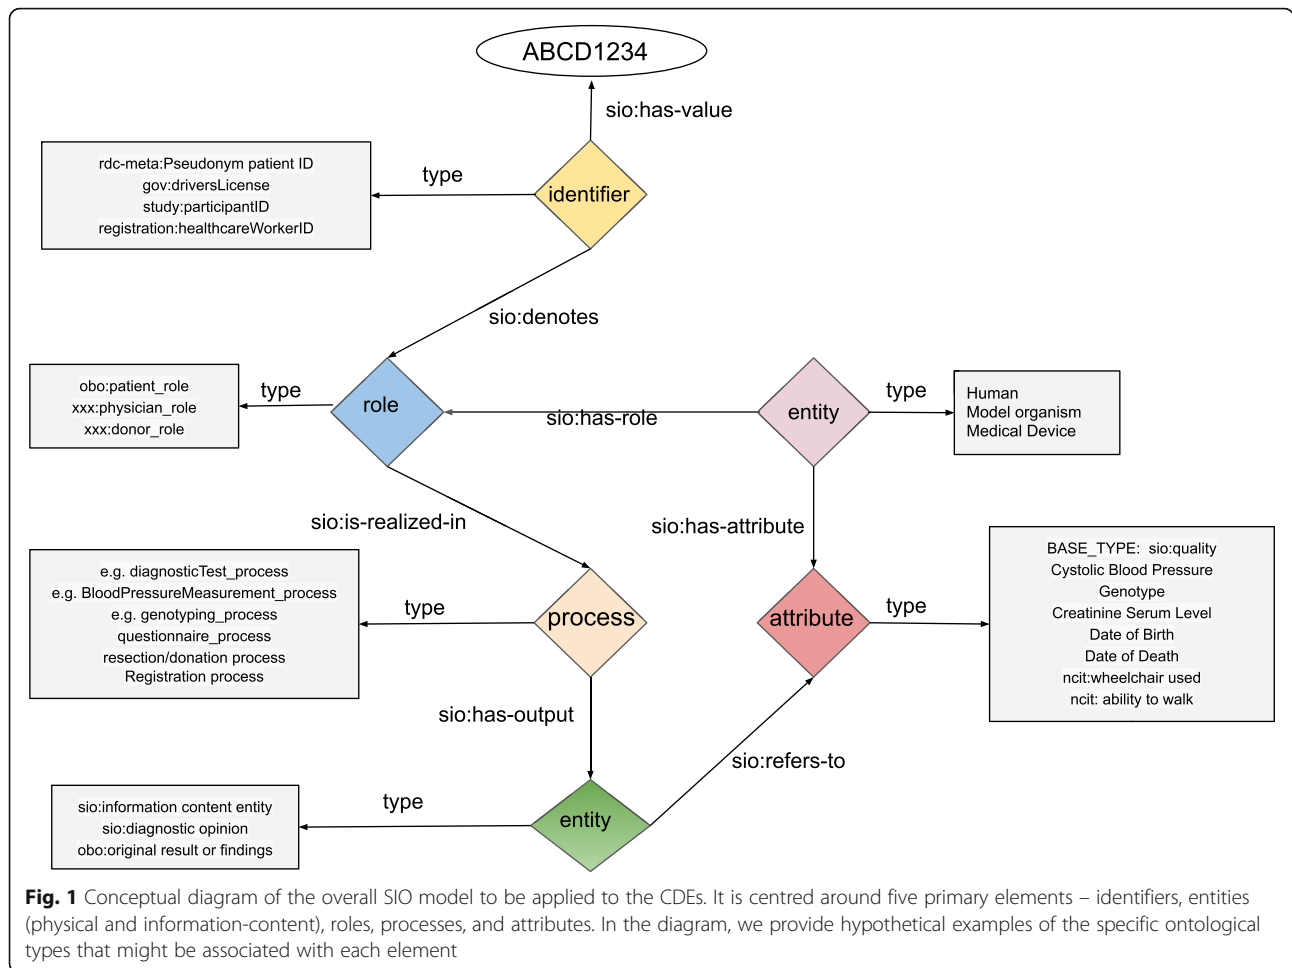 ABCD1234
sio:has-value
rdc-meta:Pseudonym patient ID
gov:driversLicense
study:participantID
registration:healthcareWorkerID
type
identifier
sio:denotes
obo:patient_role
xxx:physician_role
xxx:donor_role
type
role
sio:has-role
entity
type
Human
Model organism
Medical Device
sio:is-realized-in
sio:has-attribute
e.g. diagnosticTest_process
e.g. BloodPressureMeasurement_process
e.g. genotyping_process
questionnaire_process
resection/donation process
Registration process
type
process
attribute
type
BASE_TYPE: sio:quality
Cystolic Blood Pressure
Genotype
Creatinine Serum Level
Date of Birth
Date of Death
ncit:wheelchair used
ncit: ability to walk
sio:has-output
sio:refers-to
sio:information content entity
sio:diagnostic opinion
obo:original result or findings
type
entity
Fig. 1 Conceptual diagram of the overall SIO model to be applied to the CDEs. It is centred around five primary elements – identifiers, entities
(physical and information-content), roles, processes, and attributes. In the diagram, we provide hypothetical examples of the specific ontological
types that might be associated with each element